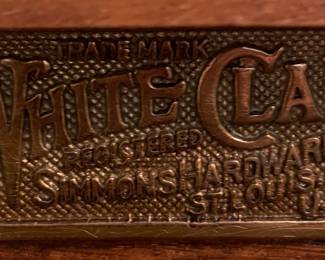 TRADE MARK
WHITE CLA
REGISTERED
SIMMONS HARDWAR
ST. LOUIS